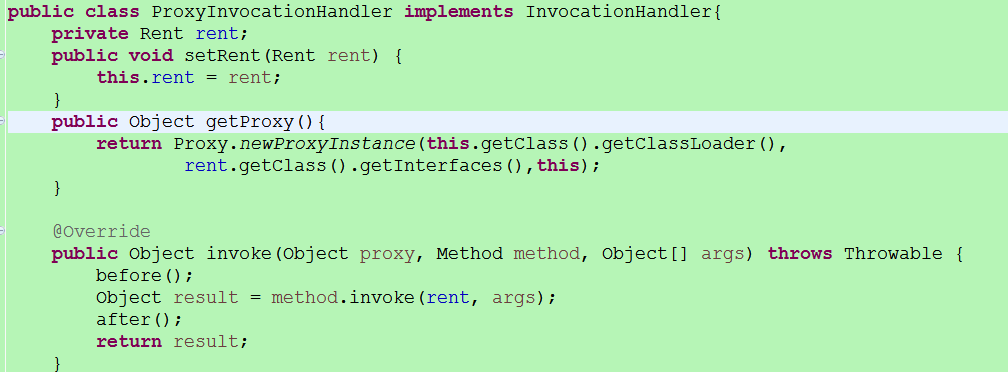 public class ProxyInvocationHandler implements InvocationHandler{
    private Rent rent;
    public void setRent(Rent rent) {
        this.rent = rent;
    }
    public Object getProxy(){
        return Proxy.newProxyInstance(this.getClass().getClassLoader(),
                rent.getClass().getInterfaces(),this);
    }

    @Override
    public Object invoke(Object proxy, Method method, Object[] args) throws Throwable {
        before();
        Object result = method.invoke(rent, args);
        after();
        return result;
    }